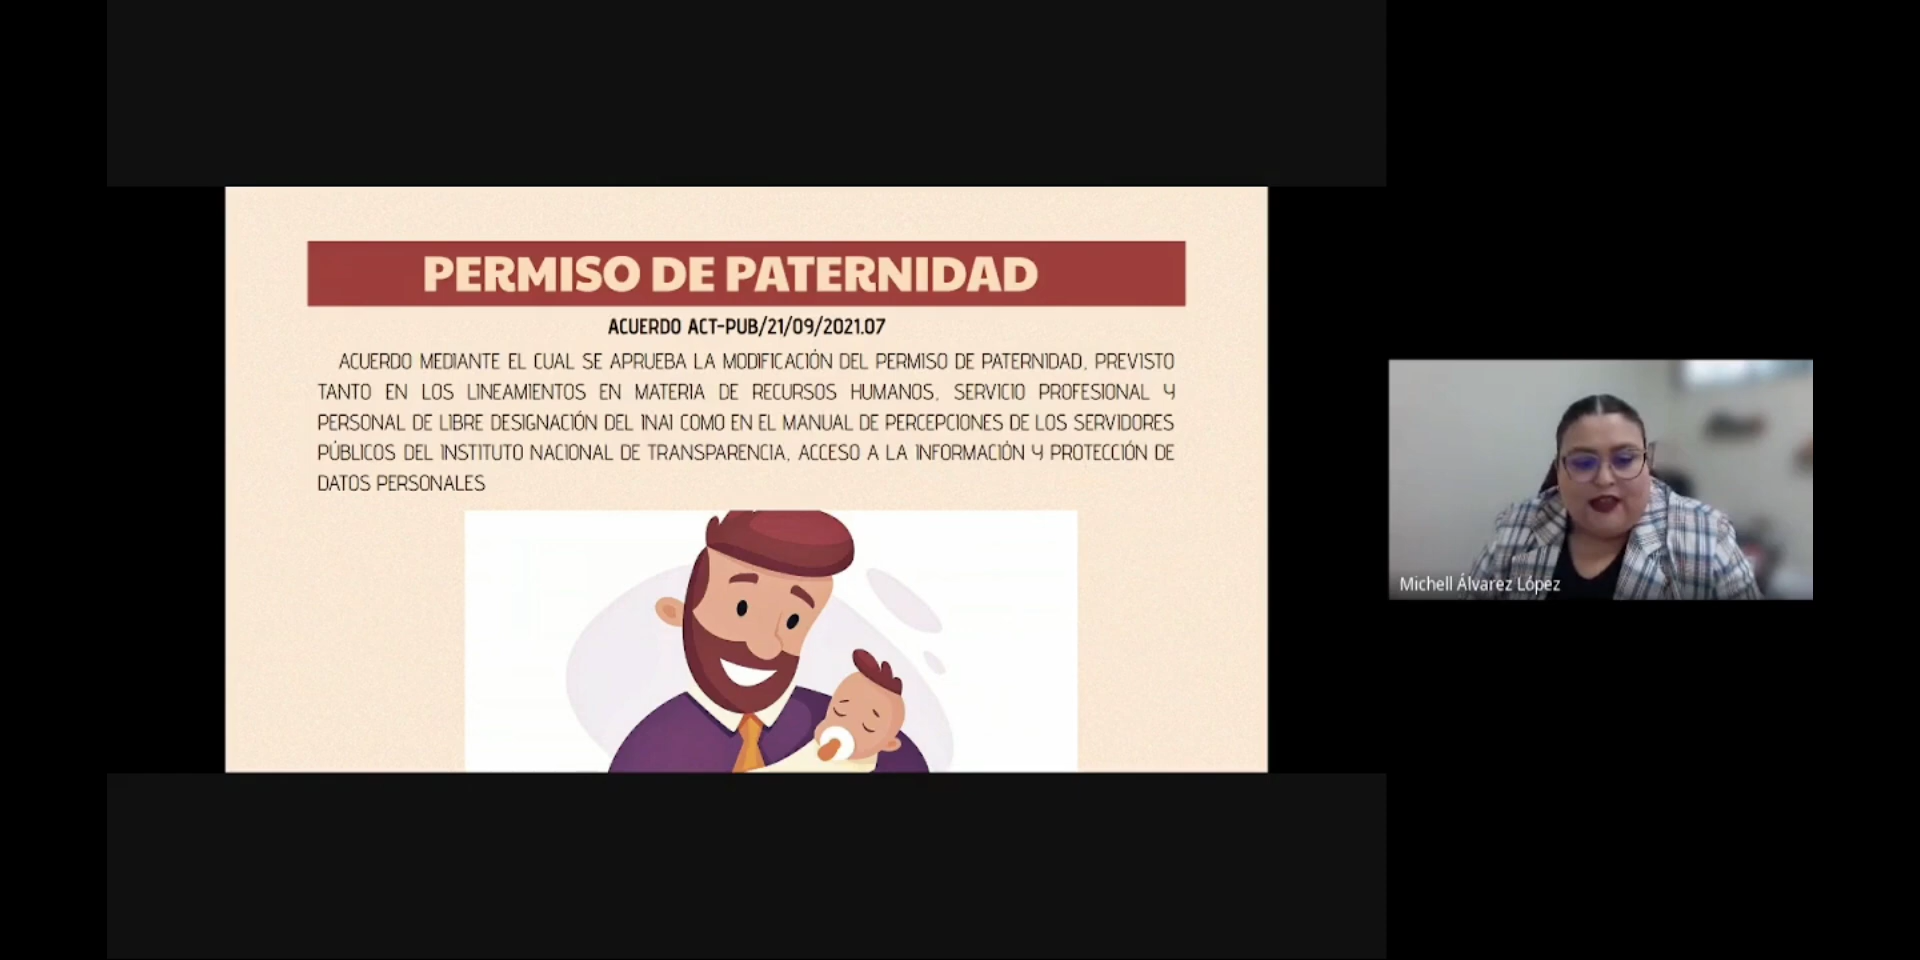 PERMISO DE PATERNIDAD
ACUERDO ACT-PUB/21/09/2021.07
ACUERDO MEDIANTE EL CUAL SE APRUEBA LA MODIFICACIÓN DEL PERMISO DE PATERNIDAD, PREVISTO
TANTO EN LOS LINEAMIENTOS EN MATERIA DE RECURSOS HUMANOS, SERVICIO PROFESIONAL Y
PERSONAL DE LIBRE DESIGNACIÓN DEL INAI COMO EN EL MANUAL DE PERCEPCIONES DE LOS SERVIDORES
PÚBLICOS DEL INSTITUTO NACIONAL DE TRANSPARENCIA, ACCESO A LA INFORMACIÓN Y PROTECCIÓN DE
DATOS PERSONALES
Michell Álvarez López